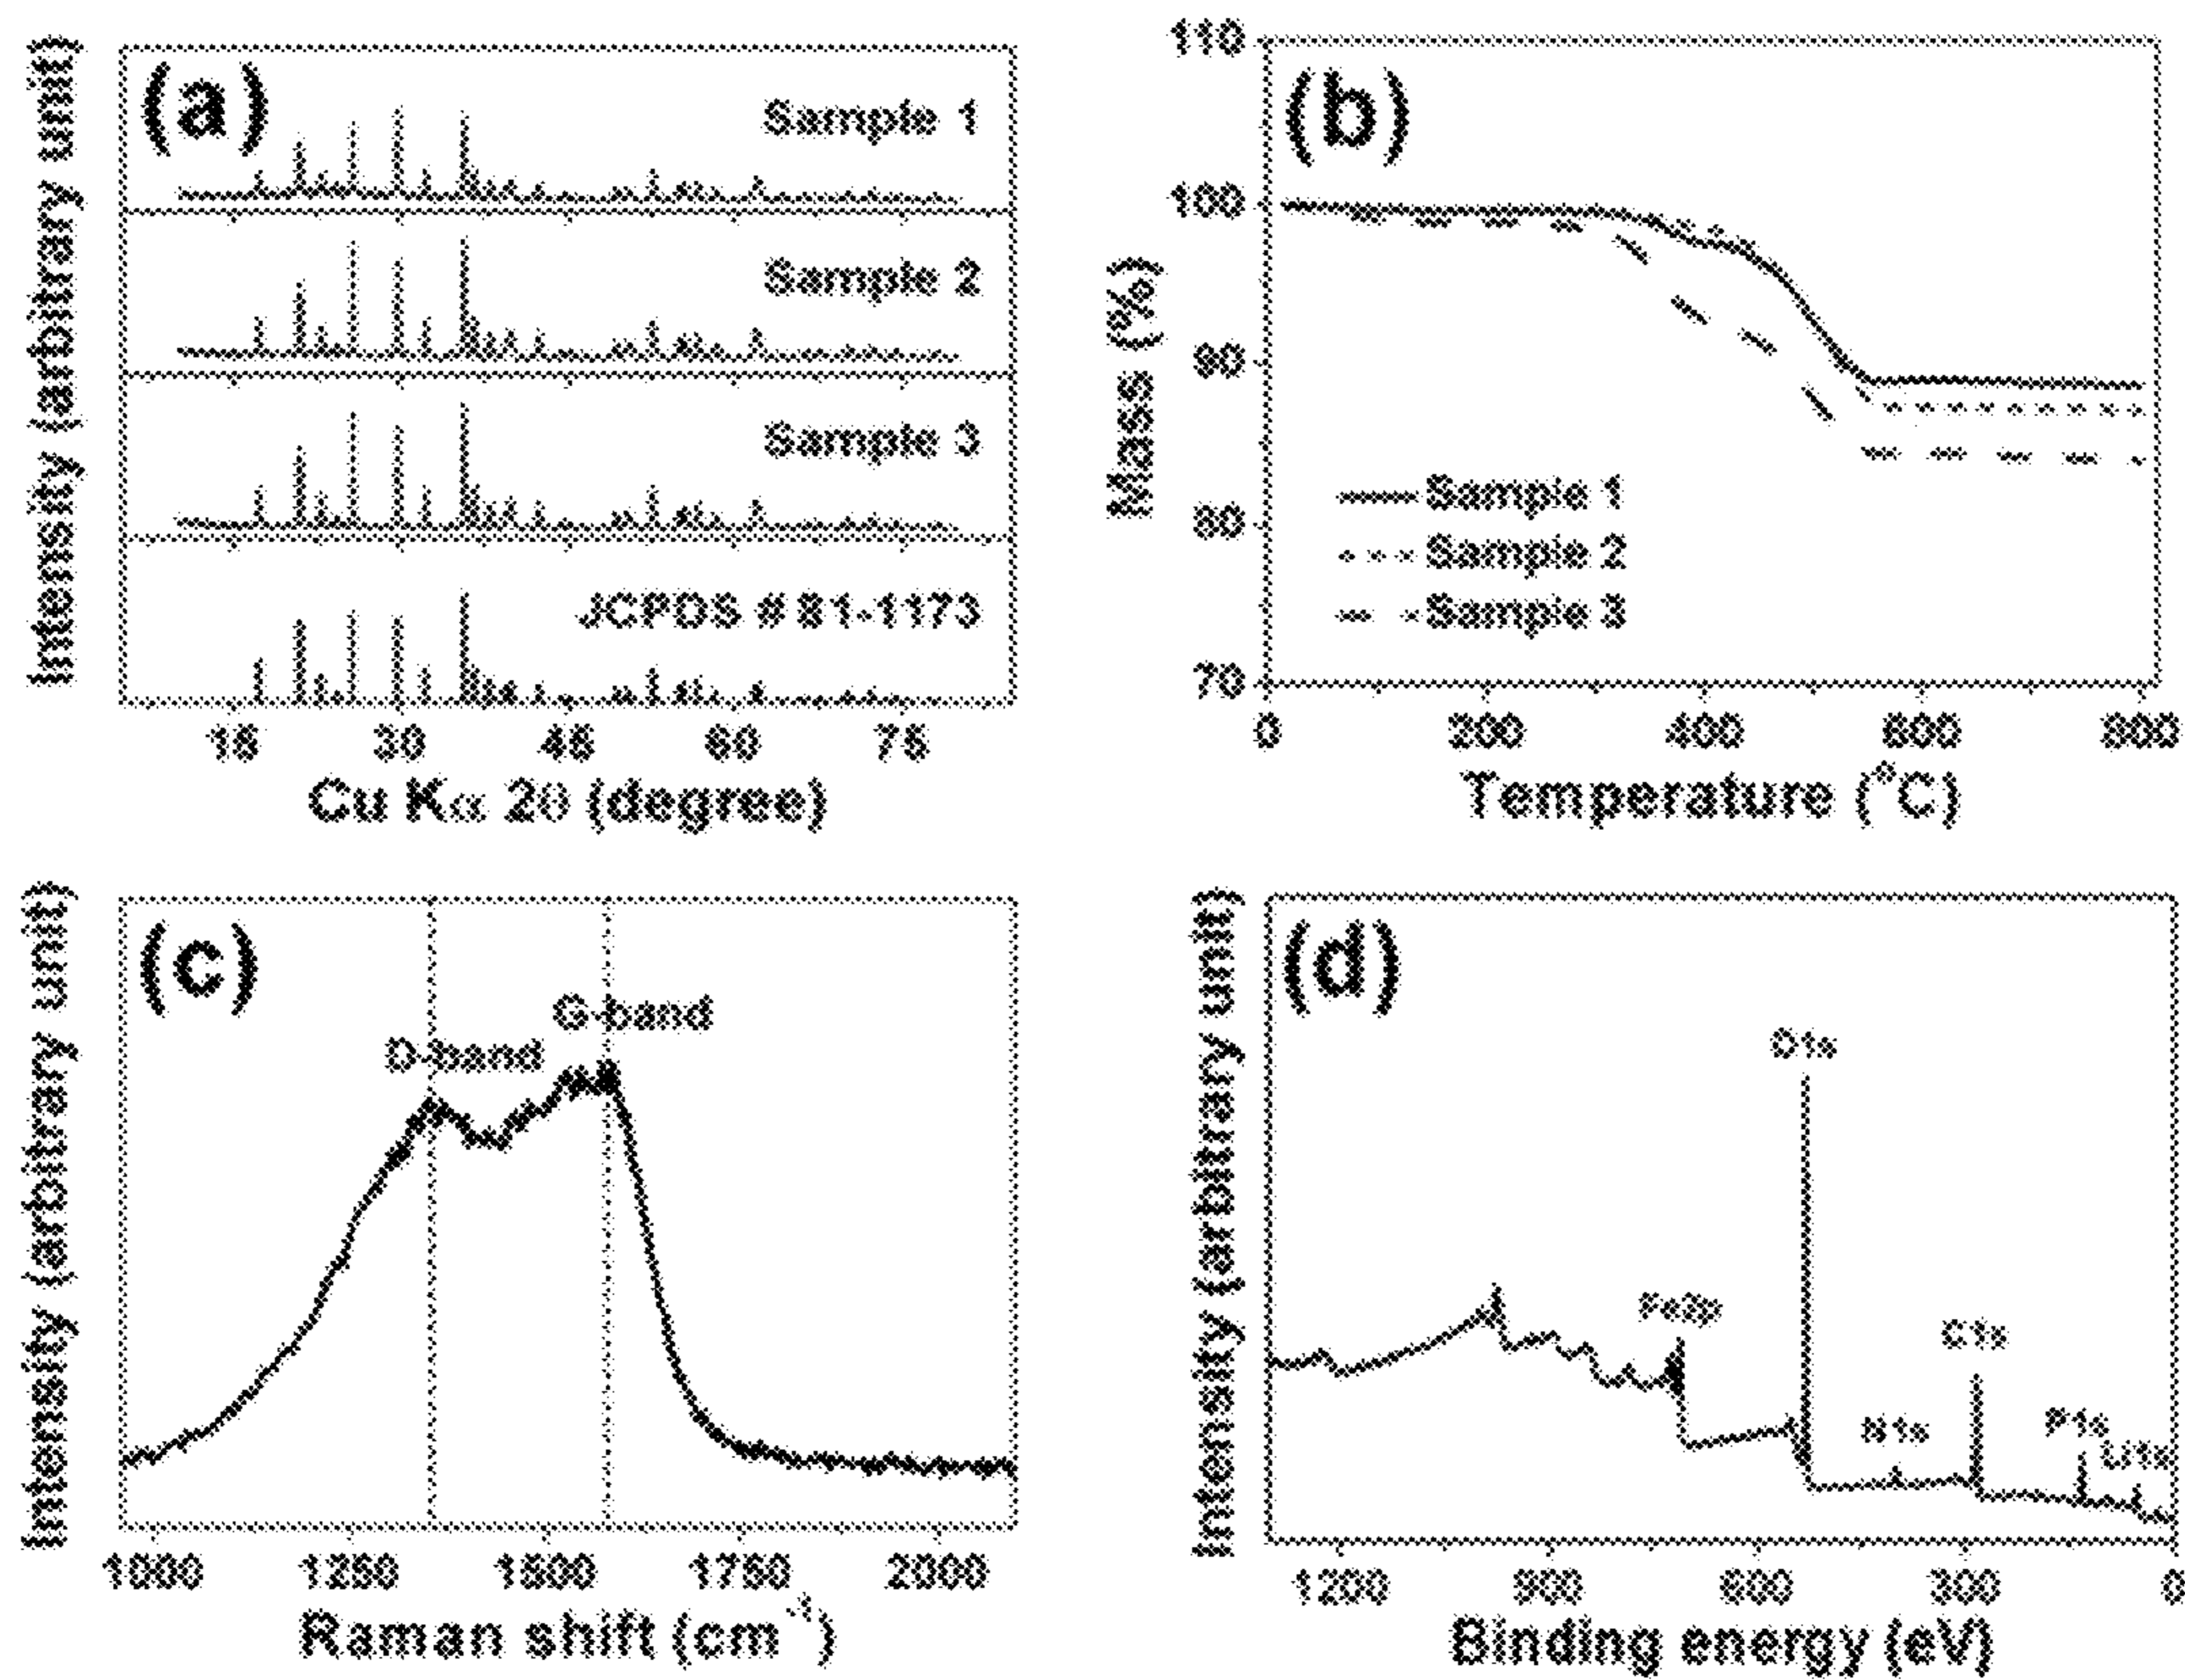 (a)
Sample 1
Sample 2
Sample 3
JCPDS # 81-1173
Intensity (arbitrary unit)
15 30 45 60 75
Cu Kα 2θ (degree)
(b)
110
100
90
80
70
Mass (%)
Sample 1
Sample 2
Sample 3
0 200 400 600 800
Temperature (°C)
(c)
G-band
D-band
Intensity (arbitrary unit)
1000 1250 1500 1750 2000
Raman shift (cm⁻¹)
(d)
O1s
Fe2p
C1s
N1s
P1s
Li1s
Intensity (arbitrary unit)
1200 900 600 300 0
Binding energy (eV)